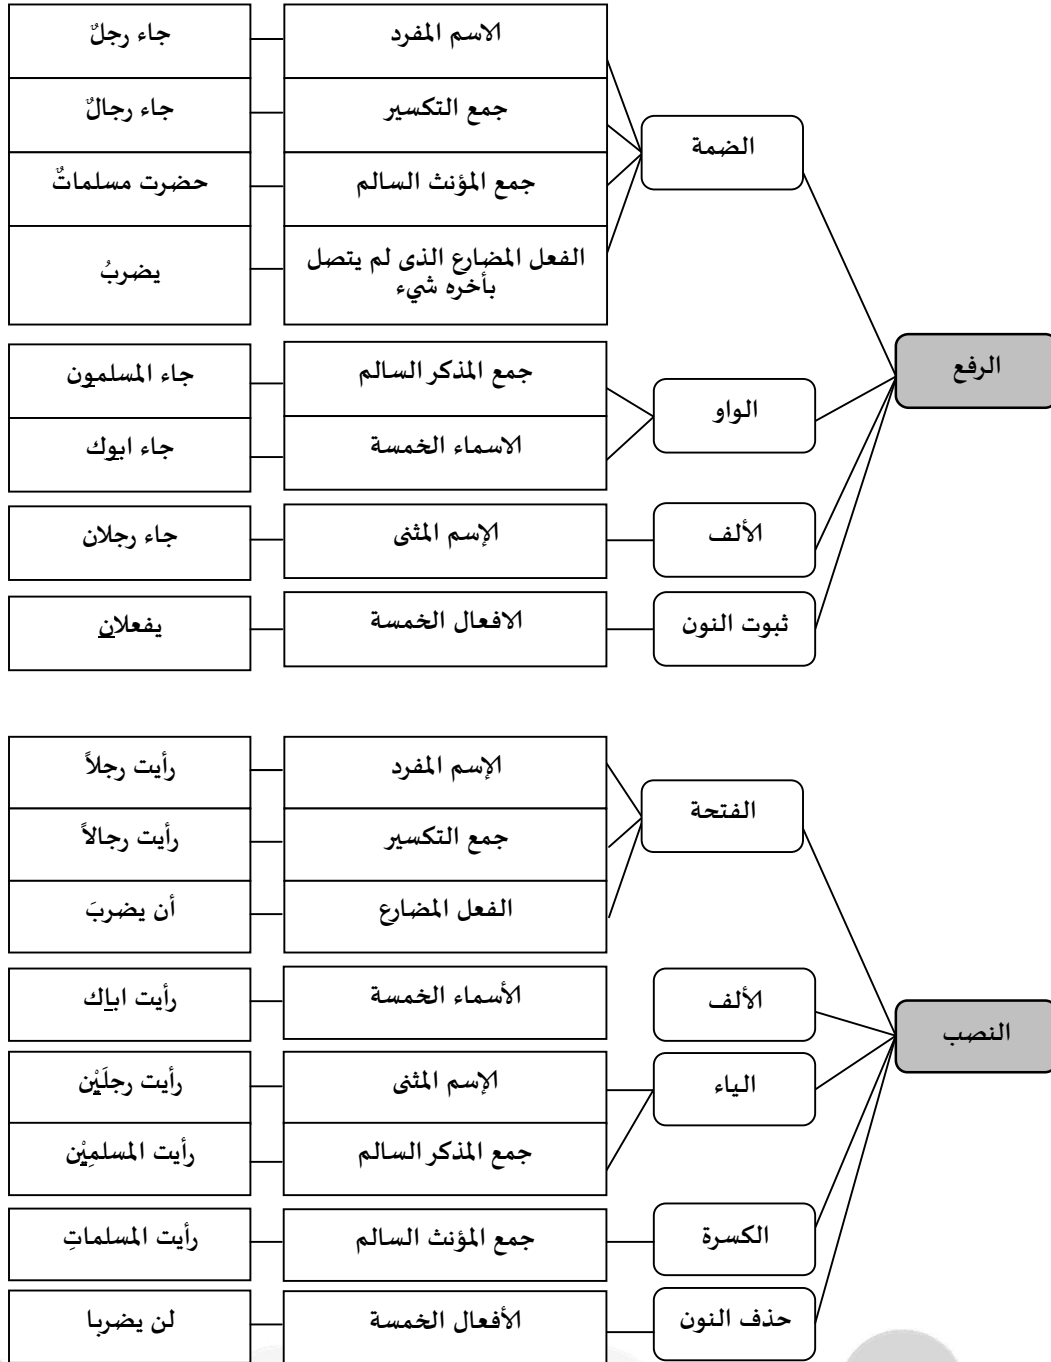 الرفع
الضمة
الاسم المفرد
جاء رجلٌ
جمع التكسير
جاء رجالٌ
جمع المؤنث السالم
حضرت مسلماتٌ
الفعل المضارع الذى لم يتصل
بأخره شيء
يضربُ
الواو
جمع المذكر السالم
جاء المسلمون
الاسماء الخمسة
جاء ابوك
الألف
الإسم المثنى
جاء رجلان
ثبوت النون
الافعال الخمسة
يفعلان
النصب
الفتحة
الإسم المفرد
رأيت رجلاً
جمع التكسير
رأيت رجالاً
الفعل المضارع
أن يضربَ
الألف
الأسماء الخمسة
رأيت اباك
الياء
الإسم المثنى
رأيت رجلَيْن
جمع المذكر السالم
رأيت المسلمِيْن
الكسرة
جمع المؤنث السالم
رأيت المسلماتِ
حذف النون
الأفعال الخمسة
لن يضربا